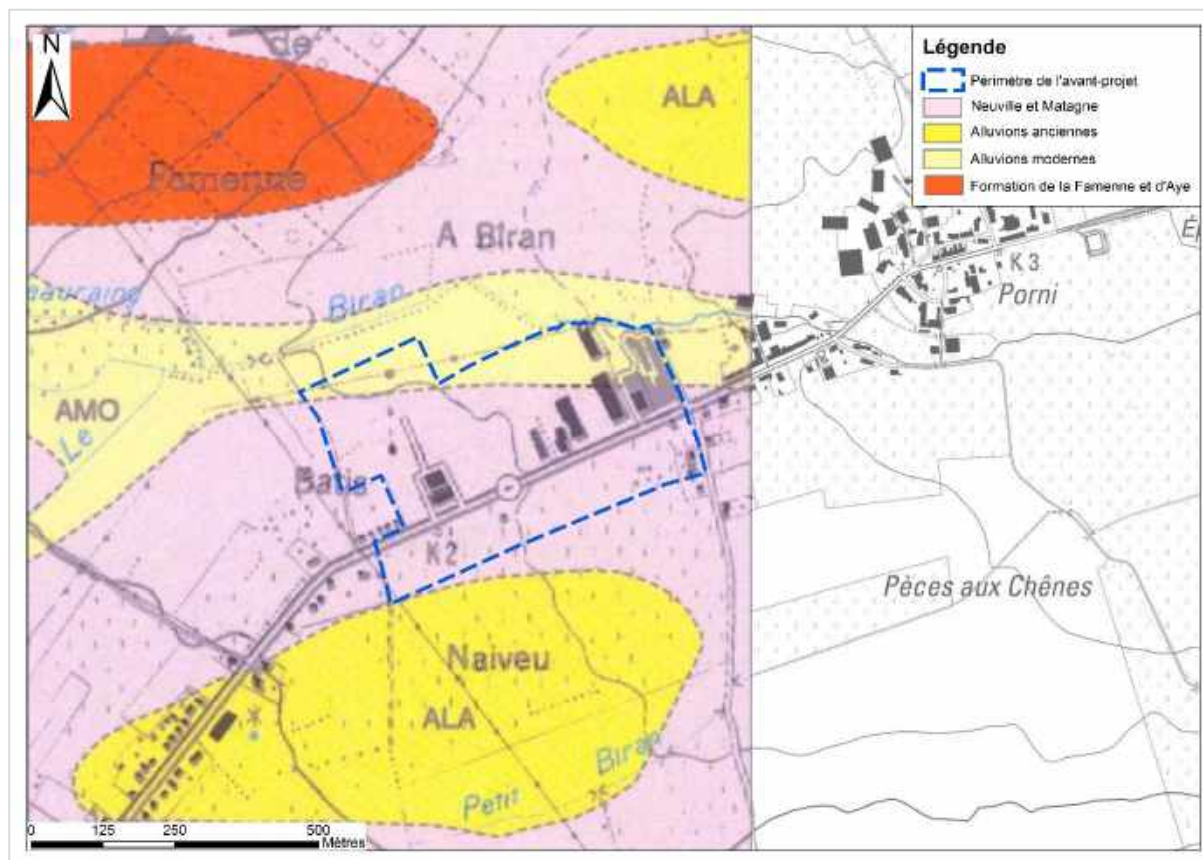 N
de
Famenne
ALA
Légende
Périmètre de l'avant-projet
Neuville et Matagne
Alluvions anciennes
Alluvions modernes
Formation de la Famenne et d'Aye
A Biran
Biran
K 3
Porni
AMO
Le
Batis
K 2
Pèces aux Chênes
Naiveu
ALA
Biran
Petit
0 125 250 500
Mètres